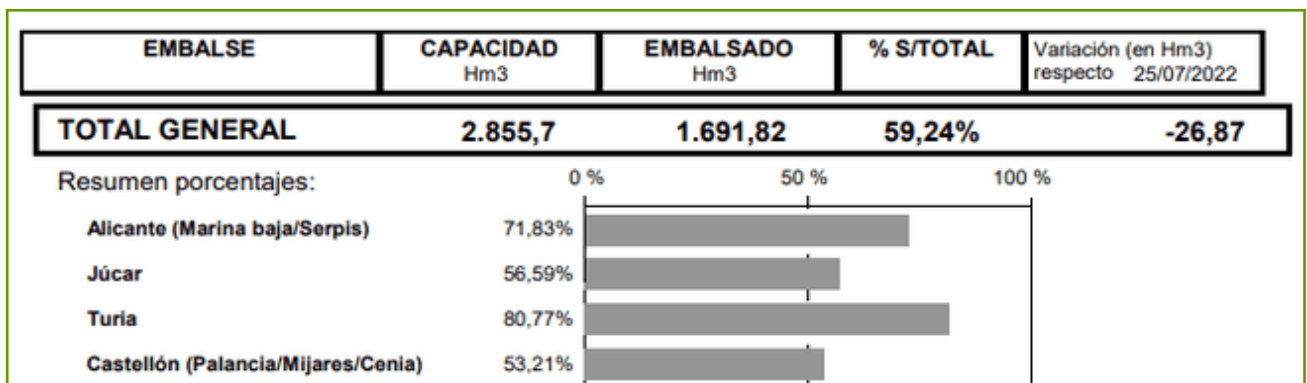 EMBALSE CAPACIDAD EMBALSADO % S/TOTAL Variación (en Hm3)
Hm3 Hm3 respecto 25/07/2022
TOTAL GENERAL 2.855,7 1.691,82 59,24% -26,87
Resumen porcentajes: 0 % 50 % 100 %
Alicante (Marina baja/Serpis) 71,83%
Júcar 56,59%
Turia 80,77%
Castellón (Palancia/Mijares/Cenia) 53,21%